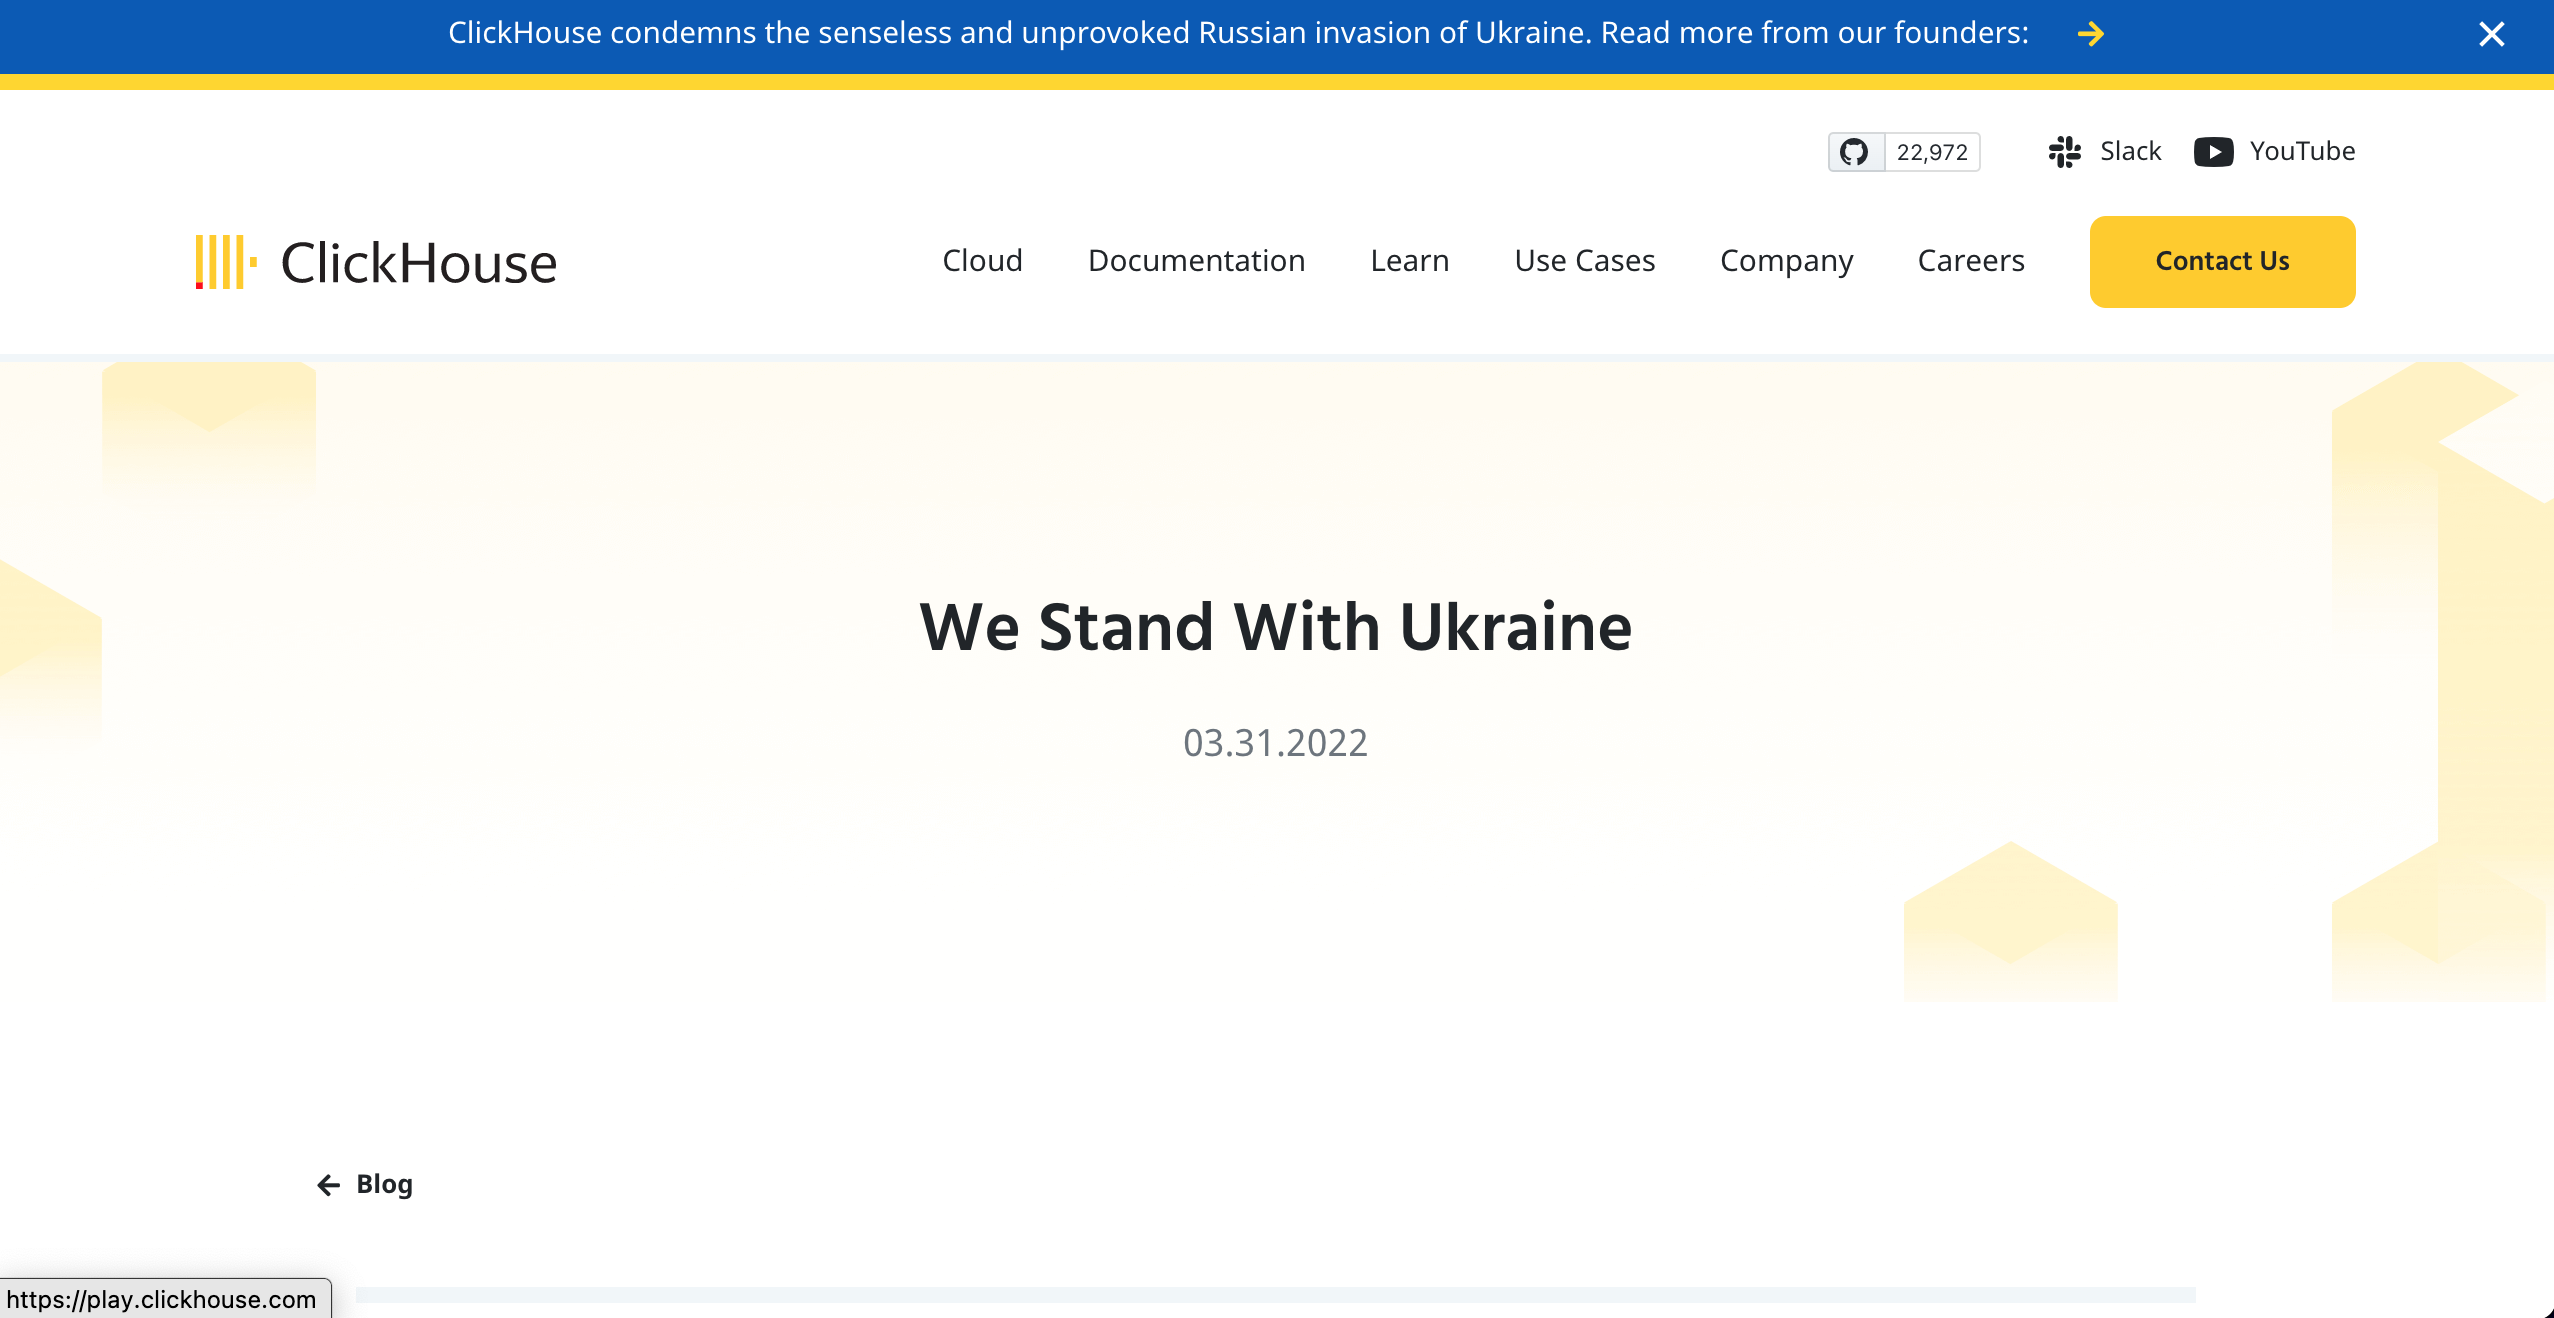 ClickHouse condemns the senseless and unprovoked Russian invasion of Ukraine. Read more from our founders:
22,972
Slack
YouTube
ClickHouse
Cloud
Documentation
Learn
Use Cases
Company
Careers
Contact Us
We Stand With Ukraine
03.31.2022
Blog
https://play.clickhouse.com